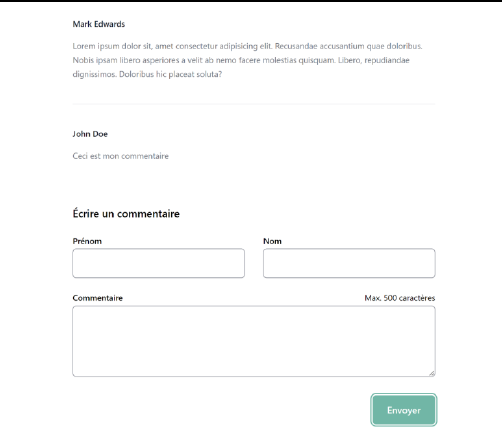 Mark Edwards
Lorem ipsum dolor sit, amet consectetur adipisicing elit. Recusandae accusantium quae doloribus.
Nobis ipsam libero asperiores a velit ab nemo facere molestias quisquam. Libero, repudiandae
dignissimos. Doloribus hic placeat soluta?
John Doe
Ceci est mon commentaire
Écrire un commentaire
Prénom
Nom
Commentaire
Max. 500 caractères
Envoyer